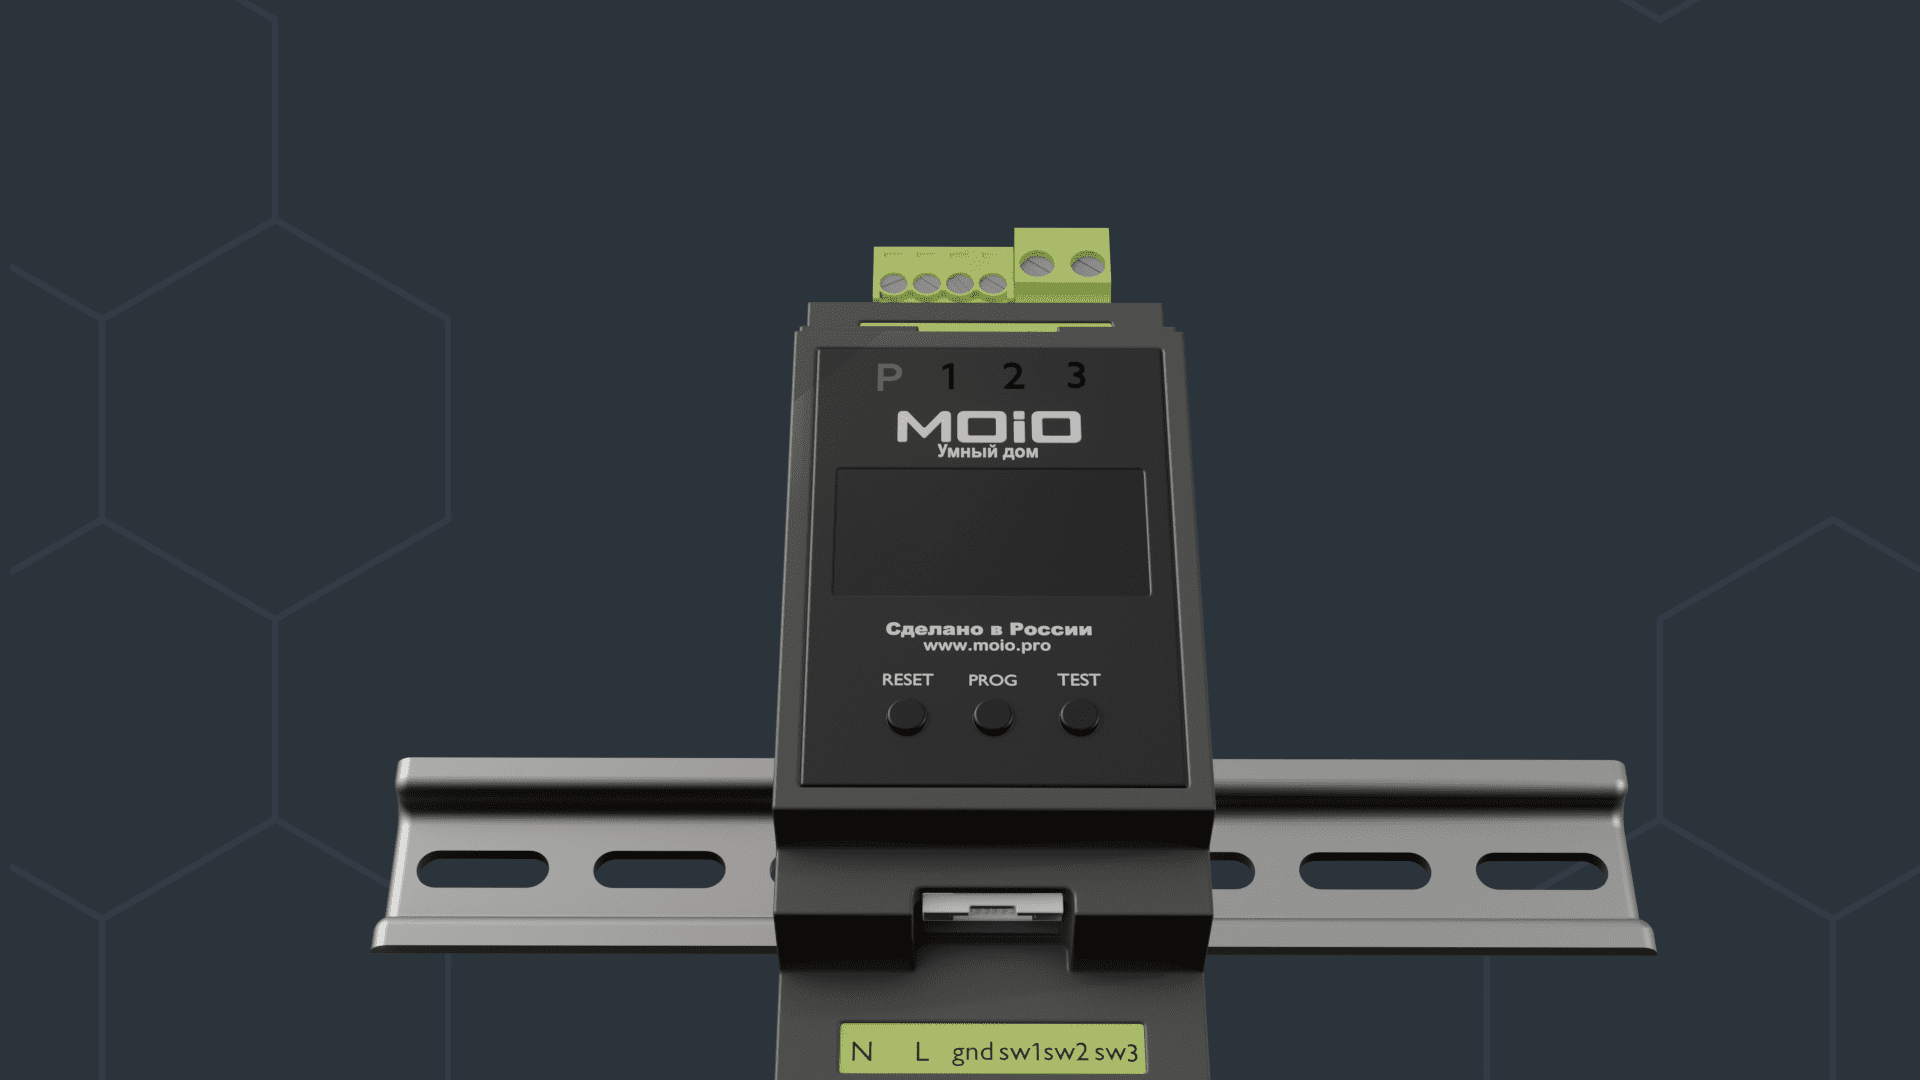 P 1 2 3
MOiO
Умный дом
Сделано в России
www.moio.pro
RESET PROG TEST
N L gnd sw1 sw2 sw3